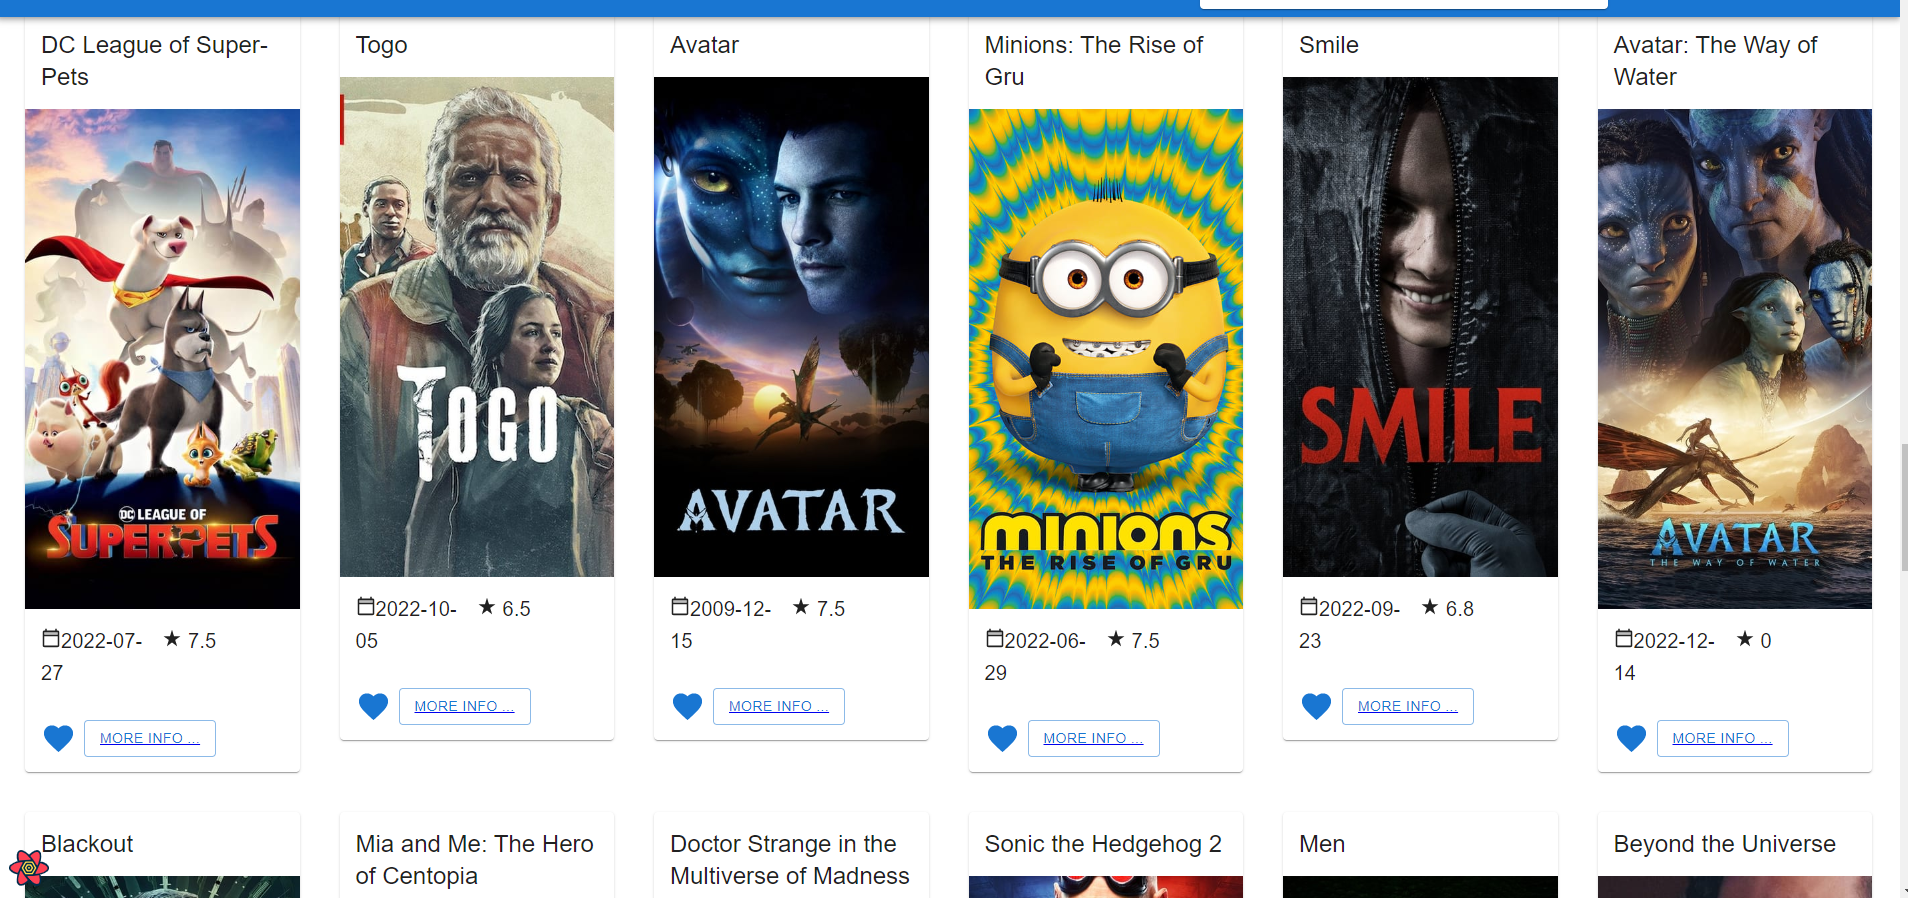 DC League of Super-
Pets
Togo
Avatar
Minions: The Rise of
Gru
Smile
Avatar: The Way of
Water
DC LEAGUE OF
SUPER-PETS
TOGO
AVATAR
minions
THE RISE OF GRU
SMILE
AVATAR
THE WAY OF WATER
2022-07-
27
★ 7.5
MORE INFO ...
2022-10-
05
★ 6.5
MORE INFO ...
2009-12-
15
★ 7.5
MORE INFO ...
2022-06-
29
★ 7.5
MORE INFO ...
2022-09-
23
★ 6.8
MORE INFO ...
2022-12-
14
★ 0
MORE INFO ...
Blackout
Mia and Me: The Hero
of Centopia
Doctor Strange in the
Multiverse of Madness
Sonic the Hedgehog 2
Men
Beyond the Universe